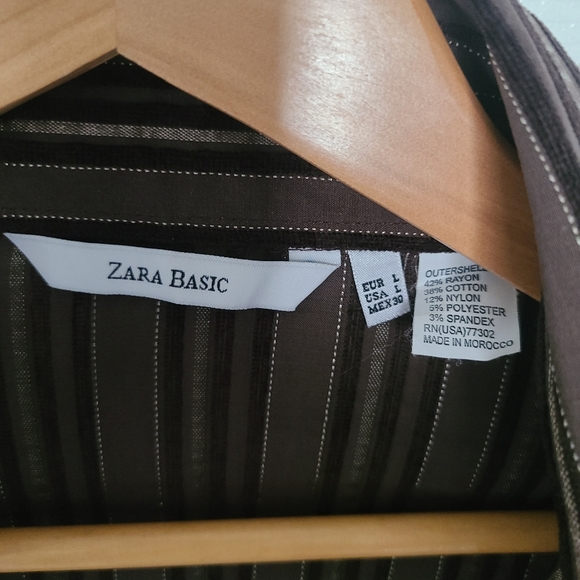 ZARA BASIC
EUR L
USA L
MEX 30
OUTERSHELL
42% RAYON
38% COTTON
12% NYLON
5% POLYESTER
3% SPANDEX
RN(USA)77302
MADE IN MOROCCO